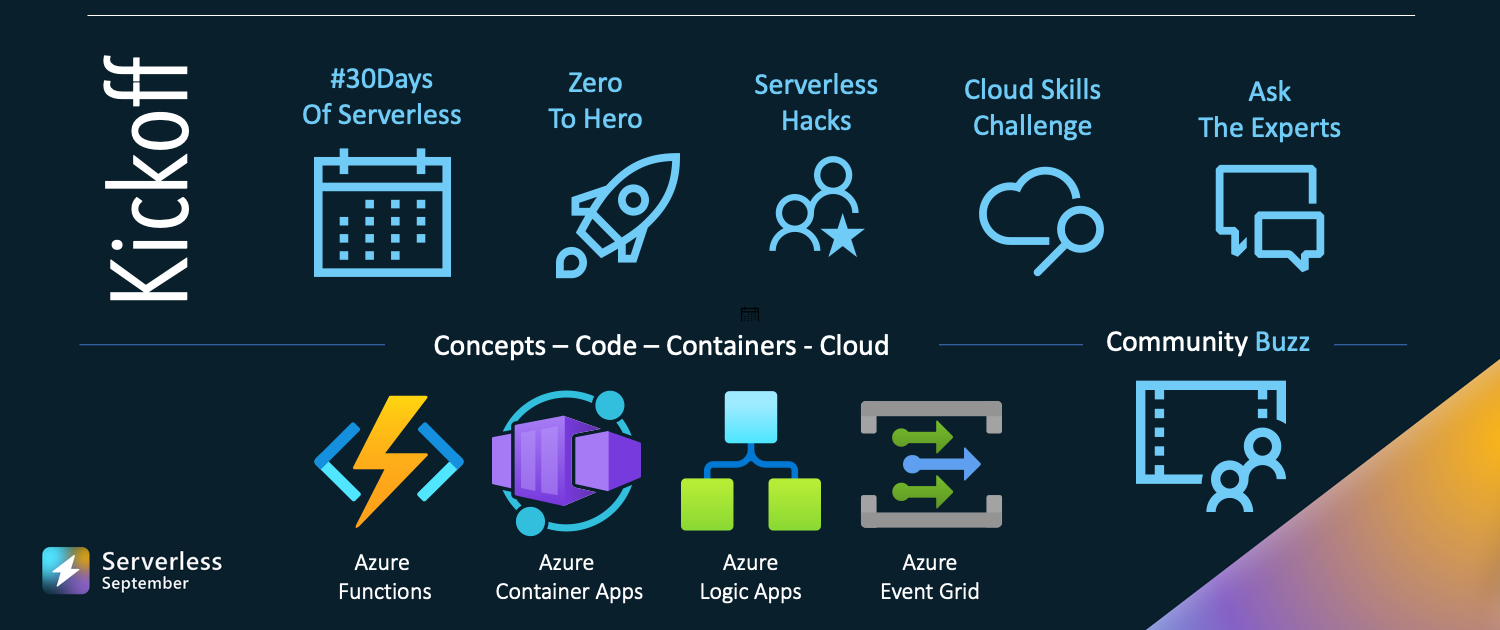 Kickoff
#30Days
Of Serverless
Zero
To Hero
Serverless
Hacks
Cloud Skills
Challenge
Ask
The Experts
Concepts – Code – Containers - Cloud
Community Buzz
Azure
Functions
Azure
Container Apps
Azure
Logic Apps
Azure
Event Grid
Serverless
September